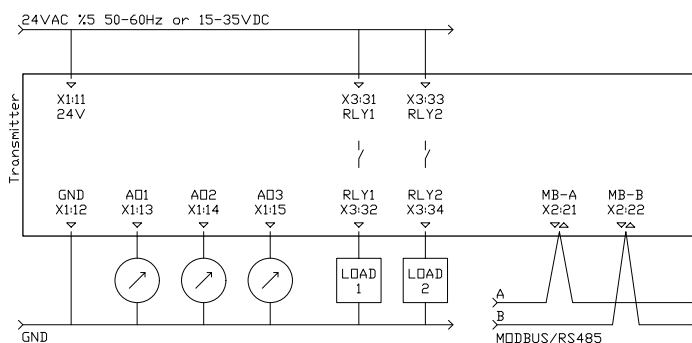 24VAC %5 50-60Hz or 15-35VDC
Transmitter
X1:11 X3:31 X3:33
24V RLY1 RLY2
GND AO1 AO2 AO3 RLY1 RLY2 MB-A MB-B
X1:12 X1:13 X1:14 X1:15 X3:32 X3:34 X2:21 X2:22
LOAD LOAD
1 2
A
B
GND MODBUS/RS485